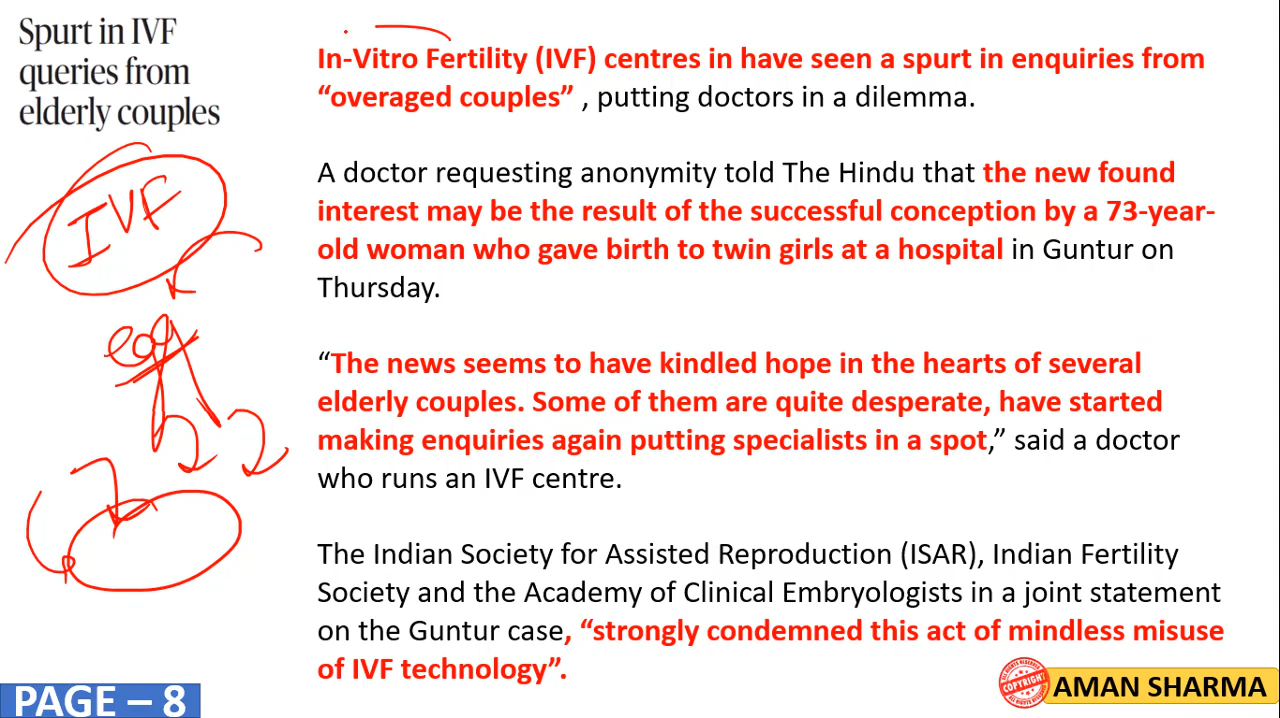 Spurt in IVF
queries from
elderly couples
IVF
egg
In-Vitro Fertility (IVF) centres in have seen a spurt in enquiries from
“overaged couples” , putting doctors in a dilemma.
A doctor requesting anonymity told The Hindu that the new found
interest may be the result of the successful conception by a 73-year-
old woman who gave birth to twin girls at a hospital in Guntur on
Thursday.
“The news seems to have kindled hope in the hearts of several
elderly couples. Some of them are quite desperate, have started
making enquiries again putting specialists in a spot,” said a doctor
who runs an IVF centre.
The Indian Society for Assisted Reproduction (ISAR), Indian Fertility
Society and the Academy of Clinical Embryologists in a joint statement
on the Guntur case, “strongly condemned this act of mindless misuse
of IVF technology”.
PAGE – 8
COPYRIGHT
AMAN SHARMA